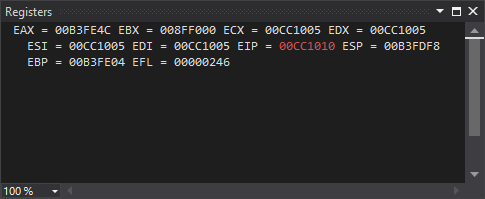 Registers
EAX = 00B3FE4C EBX = 008FF000 ECX = 00CC1005 EDX = 00CC1005
ESI = 00CC1005 EDI = 00CC1005 EIP = 00CC1010 ESP = 00B3FDF8
EBP = 00B3FE04 EFL = 00000246
100 %